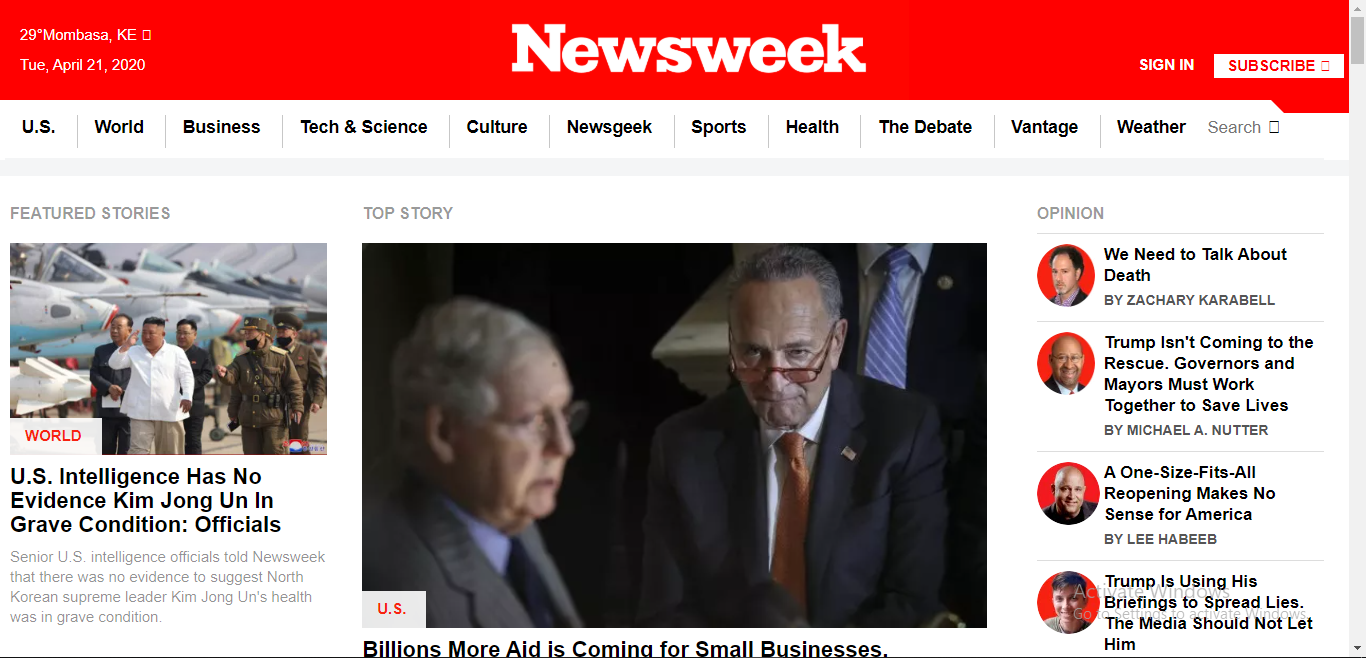 29°Mombasa, KE
Tue, April 21, 2020
Newsweek
SIGN IN
SUBSCRIBE
U.S.
World
Business
Tech & Science
Culture
Newsgeek
Sports
Health
The Debate
Vantage
Weather
Search
FEATURED STORIES
WORLD
U.S. Intelligence Has No
Evidence Kim Jong Un In
Grave Condition: Officials
Senior U.S. intelligence officials told Newsweek
that there was no evidence to suggest North
Korean supreme leader Kim Jong Un's health
was in grave condition.
TOP STORY
U.S.
Billions More Aid is Coming for Small Businesses,
OPINION
We Need to Talk About
Death
BY ZACHARY KARABELL
Trump Isn't Coming to the
Rescue. Governors and
Mayors Must Work
Together to Save Lives
BY MICHAEL A. NUTTER
A One-Size-Fits-All
Reopening Makes No
Sense for America
BY LEE HABEEB
Trump Is Using His
Briefings to Spread Lies.
The Media Should Not Let
Him
Activate Windows
Go to Settings to activate Windows.